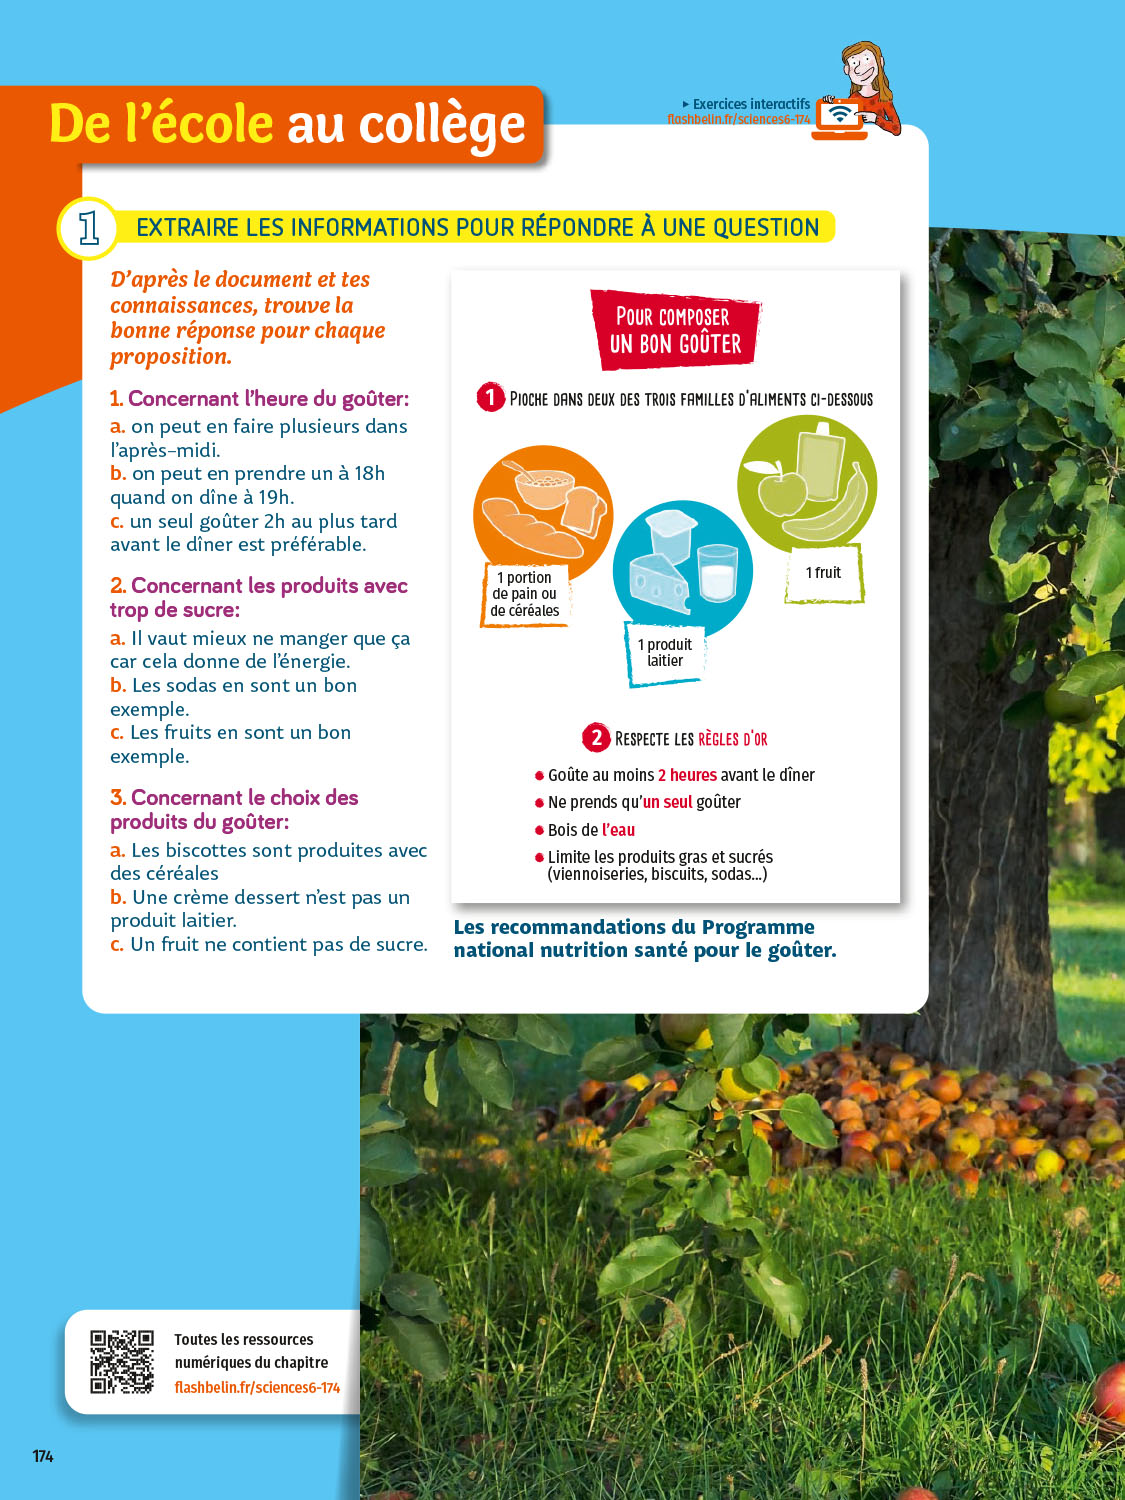 De l'école au collège
▸ Exercices interactifs
flashbelin.fr/sciences6-174
1
EXTRAIRE LES INFORMATIONS POUR RÉPONDRE À UNE QUESTION
D'après le document et tes
connaissances, trouve la
bonne réponse pour chaque
proposition.
1. Concernant l'heure du goûter:
a. on peut en faire plusieurs dans
l'après-midi.
b. on peut en prendre un à 18h
quand on dîne à 19h.
c. un seul goûter 2h au plus tard
avant le dîner est préférable.
2. Concernant les produits avec
trop de sucre:
a. Il vaut mieux ne manger que ça
car cela donne de l'énergie.
b. Les sodas en sont un bon
exemple.
c. Les fruits en sont un bon
exemple.
3. Concernant le choix des
produits du goûter:
a. Les biscottes sont produites avec
des céréales
b. Une crème dessert n'est pas un
produit laitier.
c. Un fruit ne contient pas de sucre.
POUR COMPOSER
UN BON GOÛTER
1 PIOCHE DANS DEUX DES TROIS FAMILLES D'ALIMENTS CI-DESSOUS
1 portion
de pain ou
de céréales
1 produit
laitier
1 fruit
2 RESPECTE LES RÈGLES D'OR
• Goûte au moins 2 heures avant le dîner
• Ne prends qu'un seul goûter
• Bois de l'eau
• Limite les produits gras et sucrés
(viennoiseries, biscuits, sodas...)
Les recommandations du Programme
national nutrition santé pour le goûter.
Toutes les ressources
numériques du chapitre
flashbelin.fr/sciences6-174
174